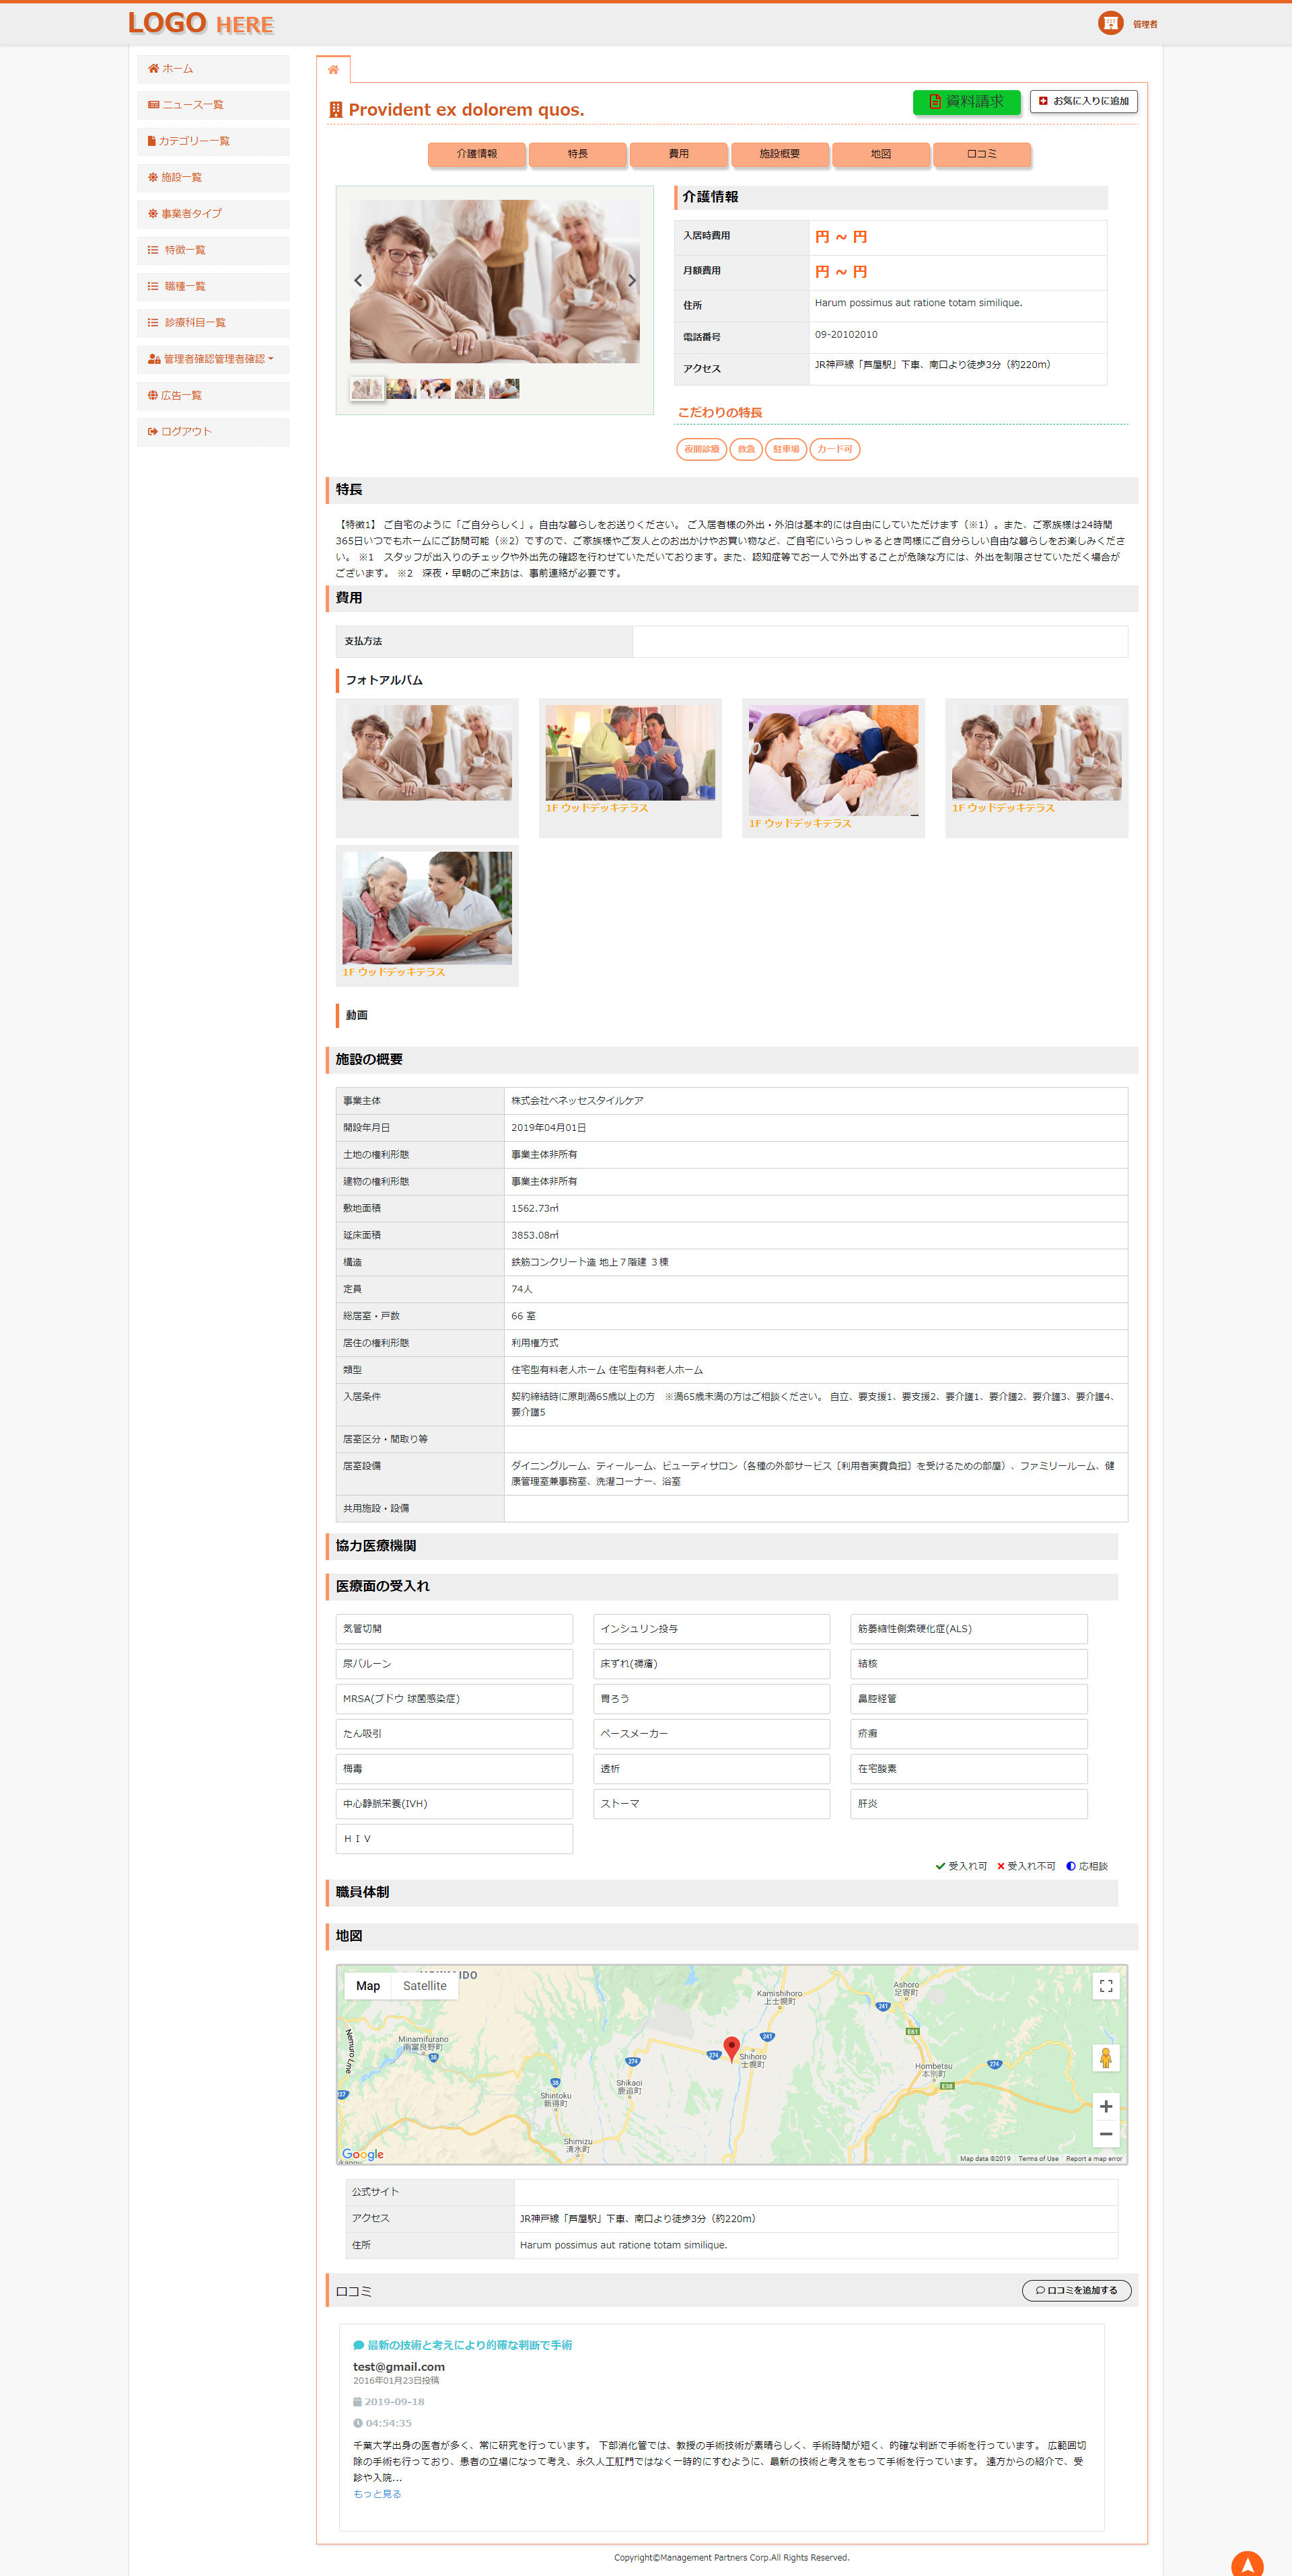 LOGO HERE
管理者
ホーム
ニュース一覧
カテゴリー一覧
施設一覧
事業者タイプ
特徴一覧
職種一覧
診療科目一覧
管理者確認管理者確認
広告一覧
ログアウト
Provident ex dolorem quos.
資料請求
お気に入りに追加
介護情報
特長
費用
施設概要
地図
口コミ
介護情報
入居時費用
円 ~ 円
月額費用
円 ~ 円
住所
Harum possimus aut ratione totam similique.
電話番号
09-20102010
アクセス
JR神戸線「芦屋駅」下車、南口より徒歩3分（約220m）
こだわりの特長
夜間診療
救急
駐車場
カード可
特長
【特徴1】 ご自宅のように「ご自分らしく」。自由な暮らしをお送りください。 ご入居者様の外出・外泊は基本的には自由にしていただけます（※1）。また、ご家族様は24時間
365日いつでもホームにご訪問可能（※2）ですので、ご家族様やご友人とのお出かけやお買い物など、ご自宅にいらっしゃるとき同様にご自分らしい自由な暮らしをお楽しみくださ
い。 ※1　スタッフが出入りのチェックや外出先の確認を行わせていただいております。また、認知症等でお一人で外出することが危険な方には、外出を制限させていただく場合が
ございます。 ※2　深夜・早朝のご来訪は、事前連絡が必要です。
費用
支払方法
フォトアルバム
1F ウッドデッキテラス
1F ウッドデッキテラス
1F ウッドデッキテラス
1F ウッドデッキテラス
動画
施設の概要
事業主体
株式会社ベネッセスタイルケア
開設年月日
2019年04月01日
土地の権利形態
事業主体非所有
建物の権利形態
事業主体非所有
敷地面積
1562.73㎡
延床面積
3853.08㎡
構造
鉄筋コンクリート造 地上７階建 ３棟
定員
74人
総居室・戸数
66 室
居住の権利形態
利用権方式
類型
住宅型有料老人ホーム 住宅型有料老人ホーム
入居条件
契約締結時に原則満65歳以上の方　※満65歳未満の方はご相談ください。 自立、要支援1、要支援2、要介護1、要介護2、要介護3、要介護4、
要介護5
居室区分・間取り等
居室設備
ダイニングルーム、ティールーム、ビューティサロン（各種の外部サービス〔利用者実費負担〕を受けるための部屋）、ファミリールーム、健
康管理室兼事務室、洗濯コーナー、浴室
共用施設・設備
協力医療機関
医療面の受入れ
気管切開
インシュリン投与
筋萎縮性側索硬化症(ALS)
尿バルーン
床ずれ(褥瘡)
結核
MRSA(ブドウ 球菌感染症)
胃ろう
鼻腔経管
たん吸引
ペースメーカー
疥癬
梅毒
透析
在宅酸素
中心静脈栄養(IVH)
ストーマ
肝炎
ＨＩＶ
受入れ可
受入れ不可
応相談
職員体制
地図
Map
Satellite
Kamishihoro
上士幌町
Ashoro
足寄町
241
241
E61
Minamifurano
南富良野町
38
Nemuro Line
274
274
Shihoro
士幌町
274
Hombetsu
本別町
E38
38
Shikaoi
鹿追町
Shintoku
新得町
Shimizu
清水町
Google
Map data ©2019
Terms of Use
Report a map error
公式サイト
アクセス
JR神戸線「芦屋駅」下車、南口より徒歩3分（約220m）
住所
Harum possimus aut ratione totam similique.
口コミ
口コミを追加する
最新の技術と考えにより的確な判断で手術
test@gmail.com
2016年01月23日投稿
2019-09-18
04:54:35
千葉大学出身の医者が多く、常に研究を行っています。 下部消化管では、教授の手術技術が素晴らしく、手術時間が短く、的確な判断で手術を行っています。 広範囲切
除の手術も行っており、患者の立場になって考え、永久人工肛門ではなく一時的にすむように、最新の技術と考えをもって手術を行っています。 遠方からの紹介で、受
診や入院...
もっと見る
Copyright©Management Partners Corp.All Rights Reserved.